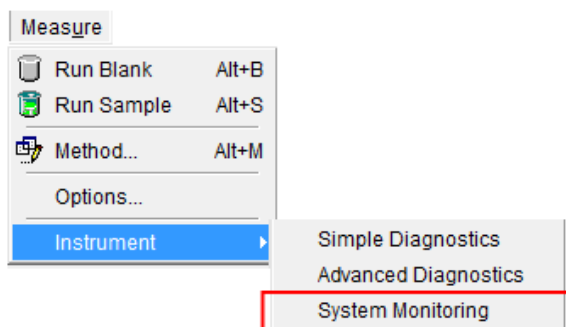 Measure
Run Blank Alt+B
Run Sample Alt+S
Method... Alt+M
Options...
Instrument
Simple Diagnostics
Advanced Diagnostics
System Monitoring